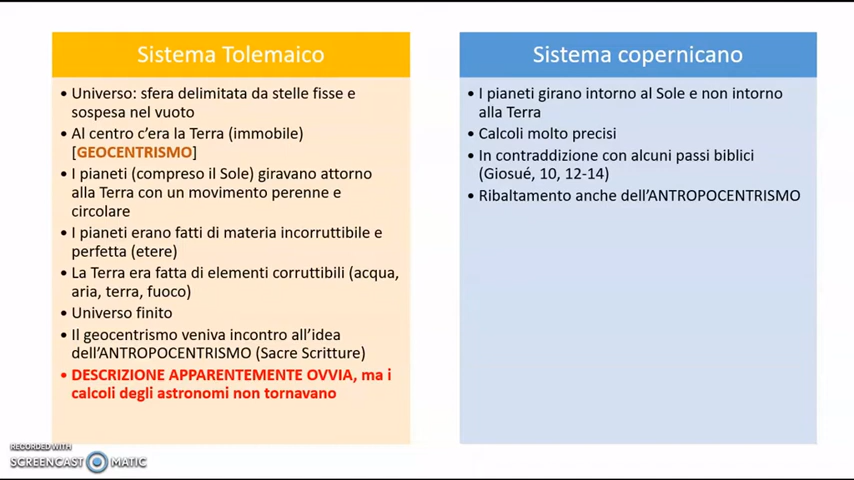 Sistema Tolemaico
• Universo: sfera delimitata da stelle fisse e
sospesa nel vuoto
• Al centro c'era la Terra (immobile)
[GEOCENTRISMO]
• I pianeti (compreso il Sole) giravano attorno
alla Terra con un movimento perenne e
circolare
• I pianeti erano fatti di materia incorruttibile e
perfetta (etere)
• La Terra era fatta di elementi corruttibili (acqua,
aria, terra, fuoco)
• Universo finito
• Il geocentrismo veniva incontro all'idea
dell'ANTROPOCENTRISMO (Sacre Scritture)
• DESCRIZIONE APPARENTEMENTE OVVIA, ma i
calcoli degli astronomi non tornavano
Sistema copernicano
• I pianeti girano intorno al Sole e non intorno
alla Terra
• Calcoli molto precisi
• In contraddizione con alcuni passi biblici
(Giosué, 10, 12-14)
• Ribaltamento anche dell'ANTROPOCENTRISMO
RECORDED WITH
SCREENCAST MATIC